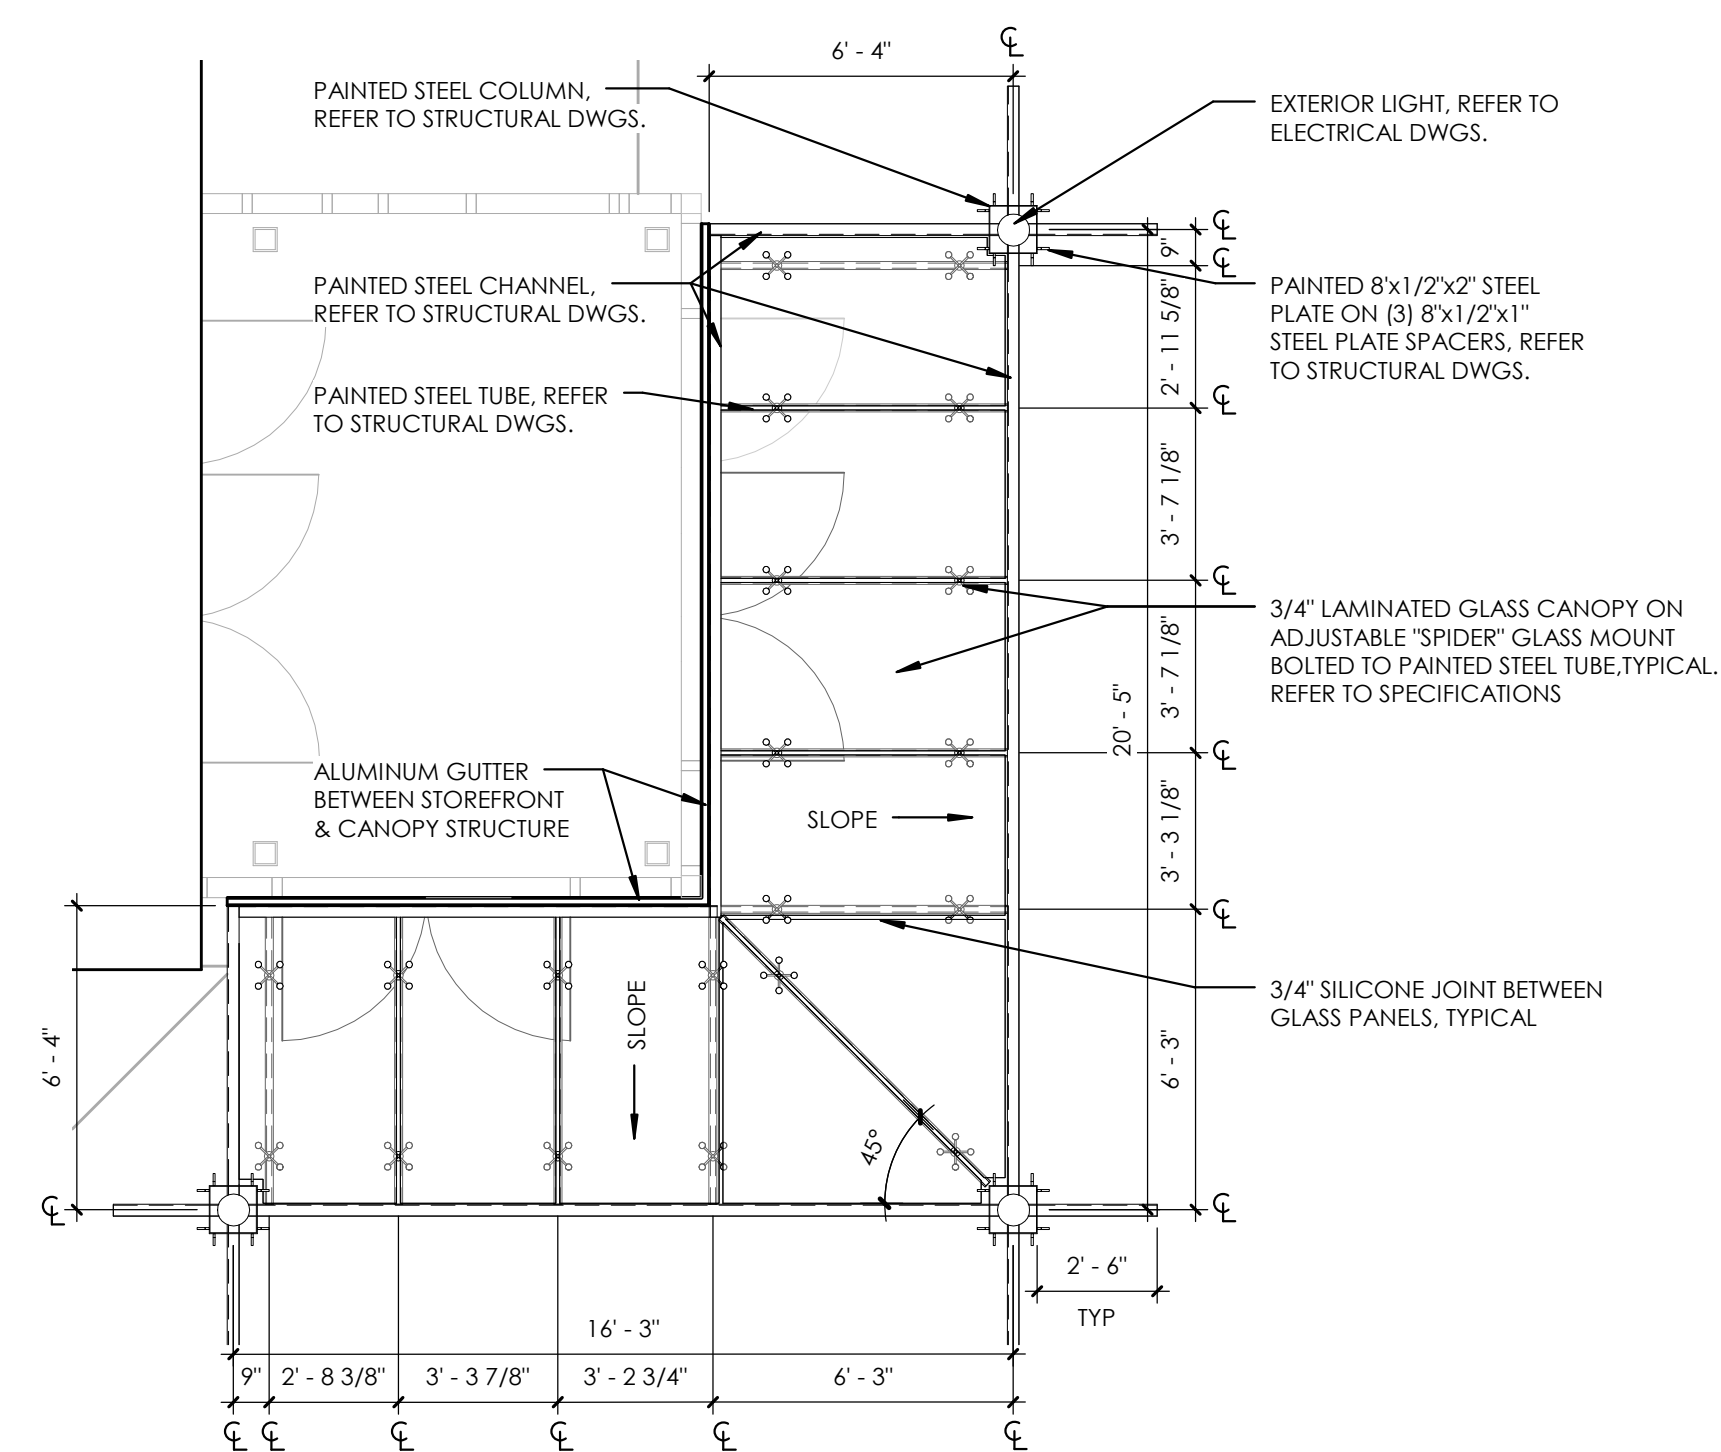 6' - 4"
℄
PAINTED STEEL COLUMN,
REFER TO STRUCTURAL DWGS.
EXTERIOR LIGHT, REFER TO
ELECTRICAL DWGS.
℄
9"
℄
PAINTED STEEL CHANNEL,
REFER TO STRUCTURAL DWGS.
PAINTED 8'x1/2"x2" STEEL
PLATE ON (3) 8"x1/2"x1"
STEEL PLATE SPACERS, REFER
TO STRUCTURAL DWGS.
2' - 11 5/8"
PAINTED STEEL TUBE, REFER
TO STRUCTURAL DWGS.
℄
3' - 7 1/8"
℄
3/4" LAMINATED GLASS CANOPY ON
ADJUSTABLE "SPIDER" GLASS MOUNT
BOLTED TO PAINTED STEEL TUBE,TYPICAL.
REFER TO SPECIFICATIONS
3' - 7 1/8"
20' - 5"
℄
ALUMINUM GUTTER
BETWEEN STOREFRONT
& CANOPY STRUCTURE
SLOPE
3' - 3 1/8"
℄
SLOPE
3/4" SILICONE JOINT BETWEEN
GLASS PANELS, TYPICAL
6' - 4"
6' - 3"
45°
℄
℄
2' - 6"
TYP
16' - 3"
9"
2' - 8 3/8"
3' - 3 7/8"
3' - 2 3/4"
6' - 3"
℄
℄
℄
℄
℄
℄